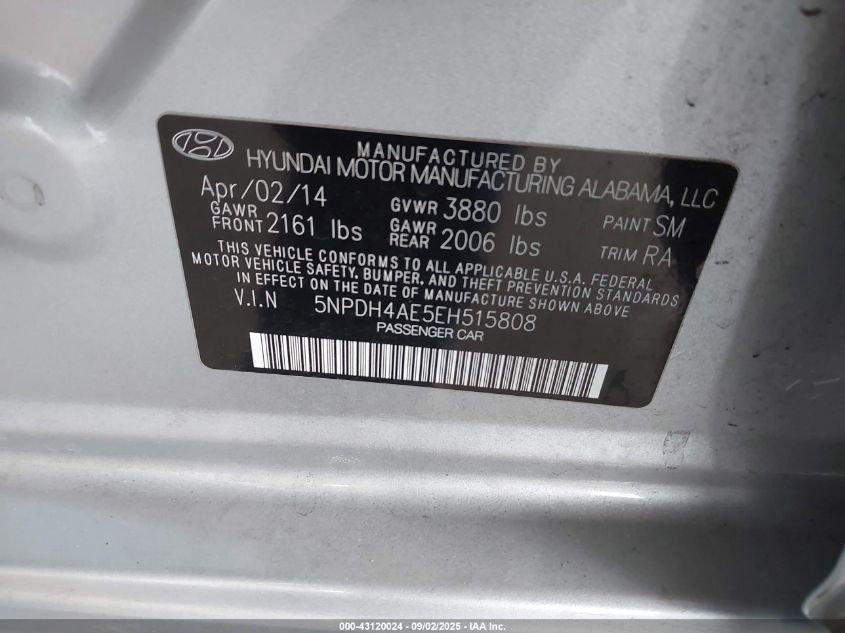 MANUFACTURED BY
HYUNDAI MOTOR MANUFACTURING ALABAMA, LLC
Apr/02/14 GVWR 3880 lbs PAINT SM
GAWR FRONT 2161 lbs GAWR REAR 2006 lbs TRIM RA
THIS VEHICLE CONFORMS TO ALL APPLICABLE U.S.A. FEDERAL
MOTOR VEHICLE SAFETY, BUMPER, AND THEFT PREVENTION STANDARDS
IN EFFECT ON THE DATE OF MANUFACTURE SHOWN ABOVE
V.I.N 5NPDH4AE5EH515808
PASSENGER CAR
000-43120024 - 09/02/2025 - IAA Inc.